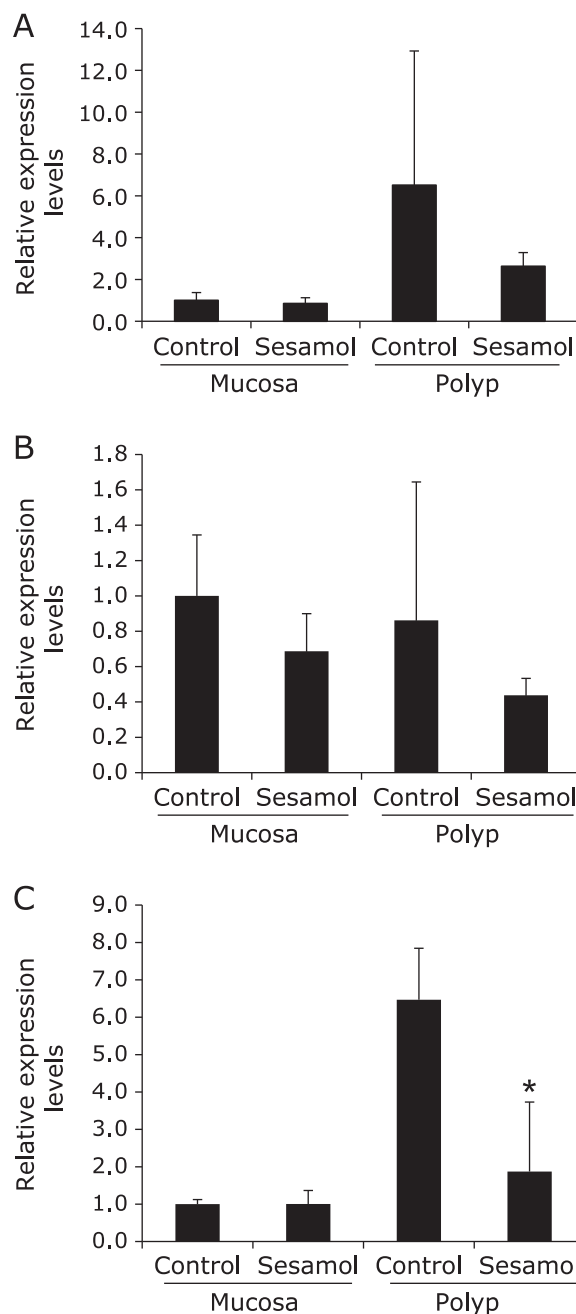 A
Relative expression
levels
14.0
12.0
10.0
8.0
6.0
4.0
2.0
0.0
Control Sesamol Control Sesamol
Mucosa Polyp
B
Relative expression
levels
1.8
1.6
1.4
1.2
1.0
0.8
0.6
0.4
0.2
0.0
Control Sesamol Control Sesamol
Mucosa Polyp
C
Relative expression
levels
9.0
8.0
7.0
6.0
5.0
4.0
3.0
2.0
1.0
0.0
*
Control Sesamol Control Sesamo
Mucosa Polyp